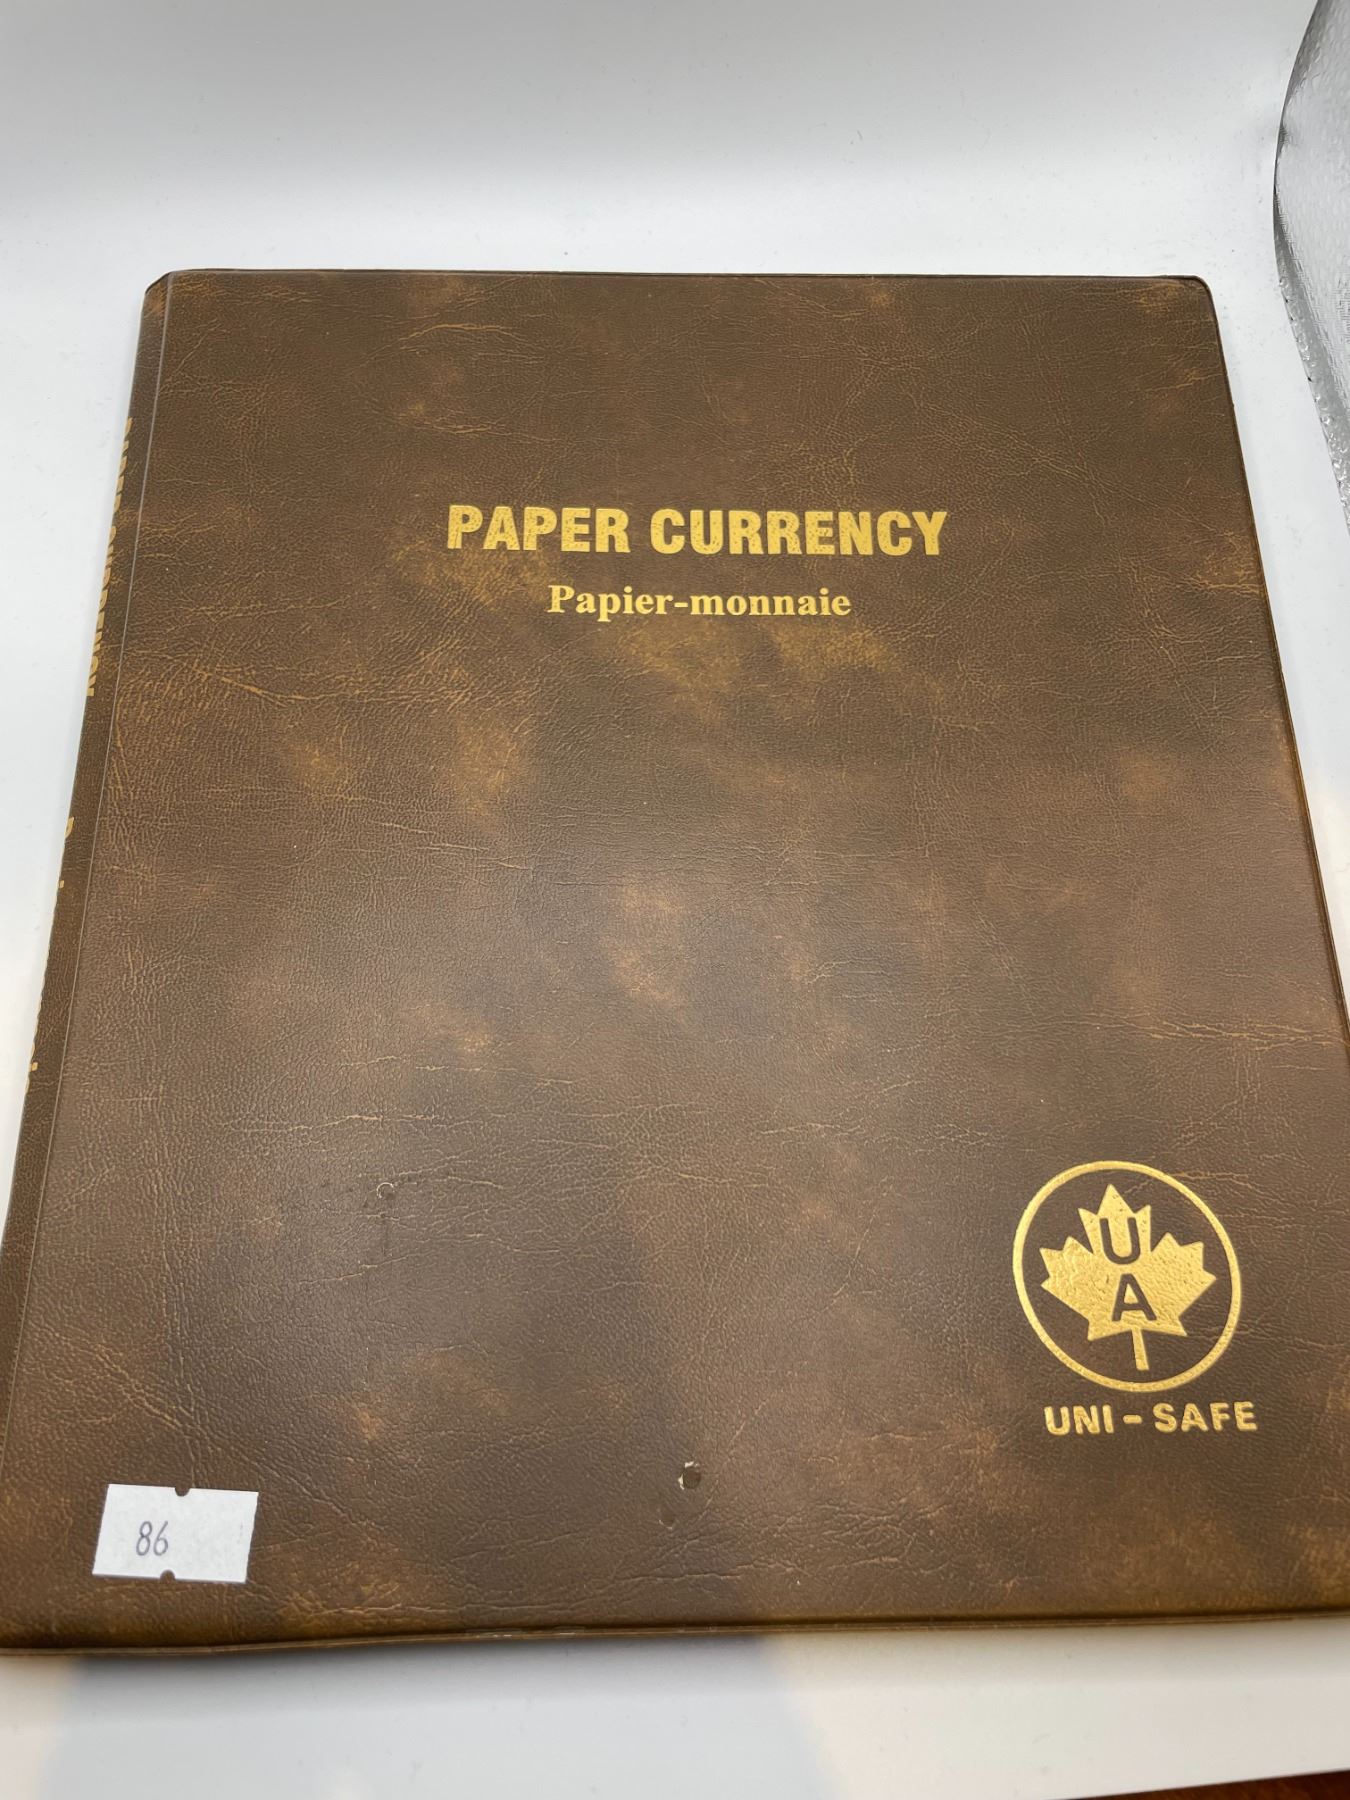 PAPER CURRENCY
Papier-monnaie
U
A
UNI-SAFE
86